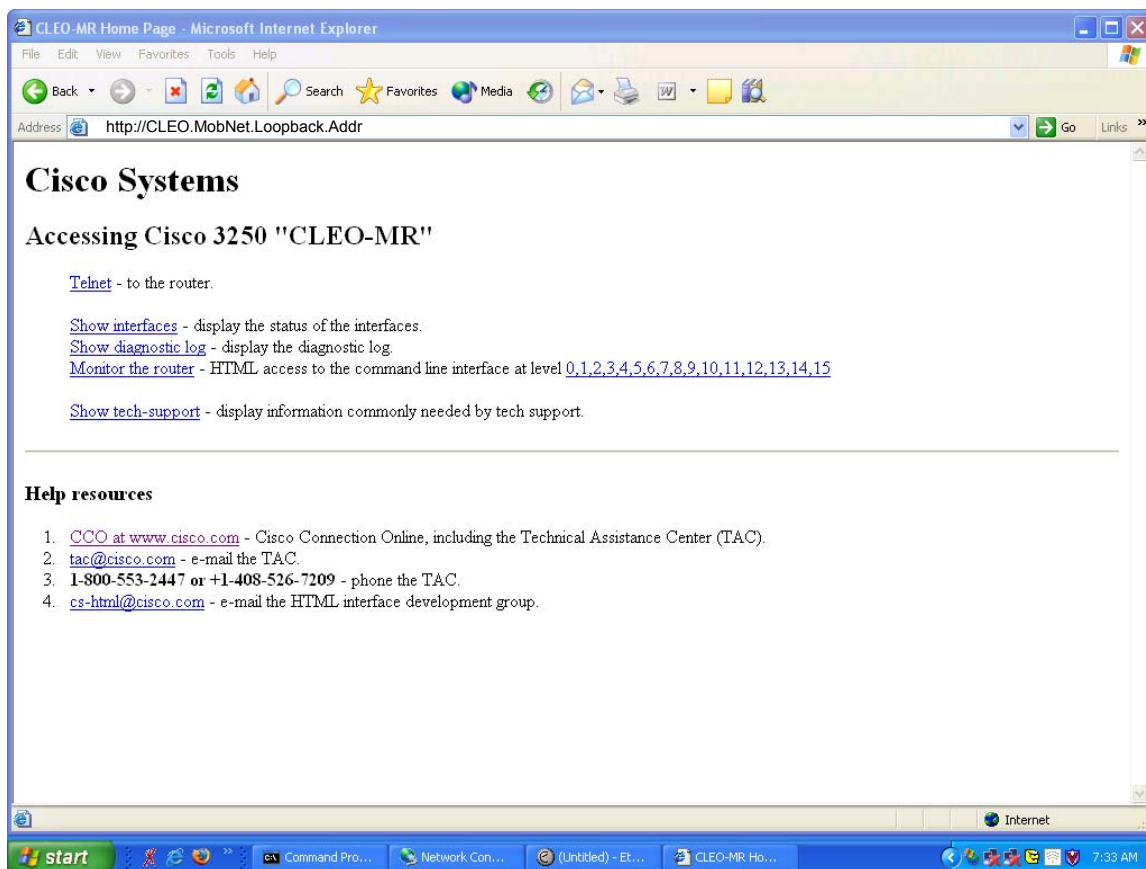 CLEO-MR Home Page - Microsoft Internet Explorer
File Edit View Favorites Tools Help
Back Search Favorites Media
Address http://CLEO.MobNet.Loopback.Addr Go Links »
Cisco Systems
Accessing Cisco 3250 "CLEO-MR"
Telnet - to the router.
Show interfaces - display the status of the interfaces.
Show diagnostic log - display the diagnostic log.
Monitor the router - HTML access to the command line interface at level 0,1,2,3,4,5,6,7,8,9,10,11,12,13,14,15
Show tech-support - display information commonly needed by tech support.
Help resources
1. CCO at www.cisco.com - Cisco Connection Online, including the Technical Assistance Center (TAC).
2. tac@cisco.com - e-mail the TAC.
3. 1-800-553-2447 or +1-408-526-7209 - phone the TAC.
4. cs-html@cisco.com - e-mail the HTML interface development group.
Internet
start » Command Pro... Network Con... (Untitled) - Et... CLEO-MR Ho... 7:33 AM